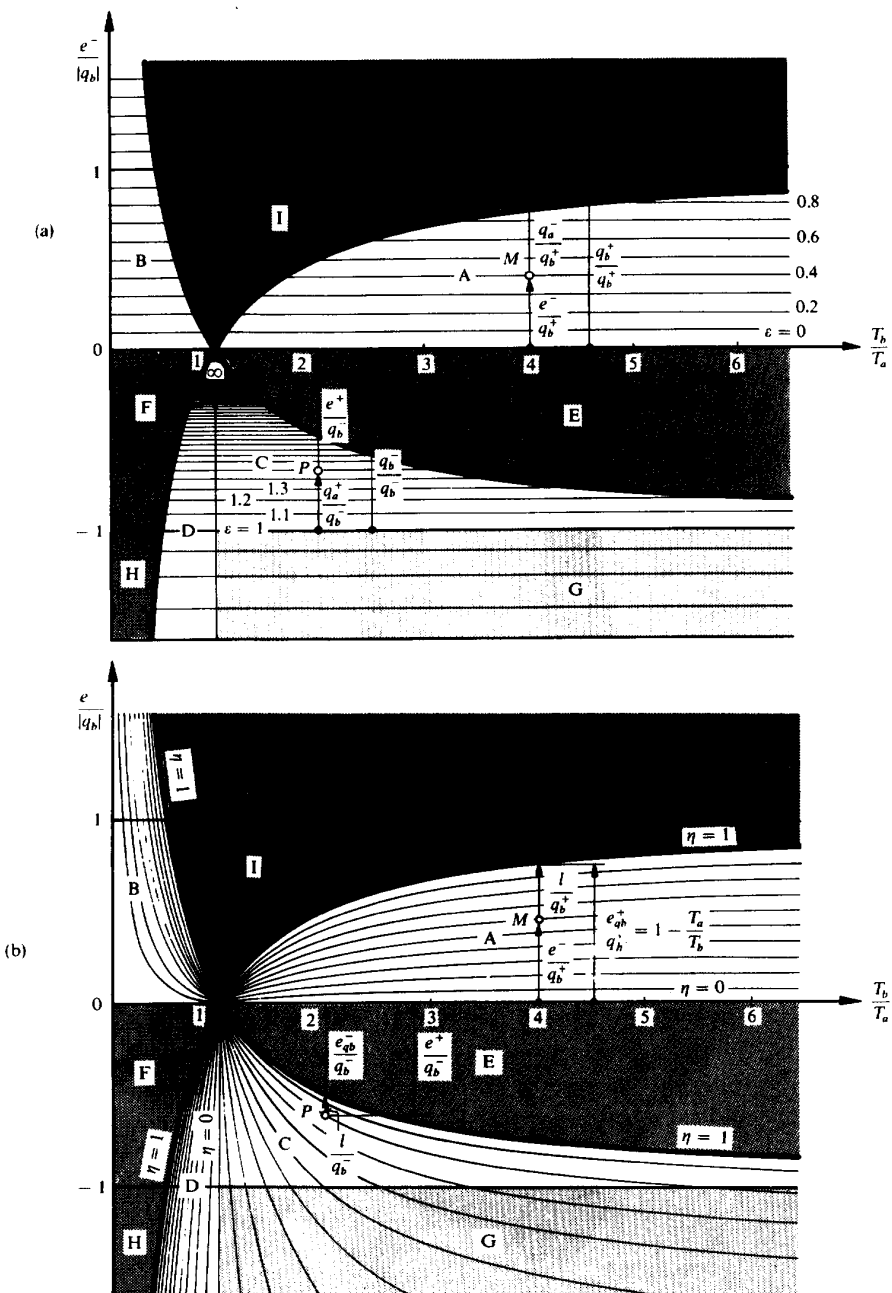 e⁻
|q_b|
1
0
−1
(a)
I
B
M
A
q_a⁻
q_b⁺
q_b⁺
q_b⁺
e⁻
q_b⁺
0.8
0.6
0.4
0.2
ε = 0
1
2
3
4
5
6
T_b
T_a
∞
F
E
e⁺
q_b⁻
C
P
q_b⁻
q_b⁻
q_a⁺
q_b⁻
1.3
1.2
1.1
D
ε = 1
H
G
e
|q_b|
1
0
−1
(b)
η = 1
I
B
η = 1
l
q_b⁺
M
A
e⁻
q_b⁺
e_qb⁺
= 1 − T_a
T_b
η = 0
1
2
3
4
5
6
T_b
T_a
F
E
e_qb⁻
q_b⁻
e⁺
q_b⁻
P
l
q_b⁻
C
η = 1
η = 0
η = 1
D
H
G